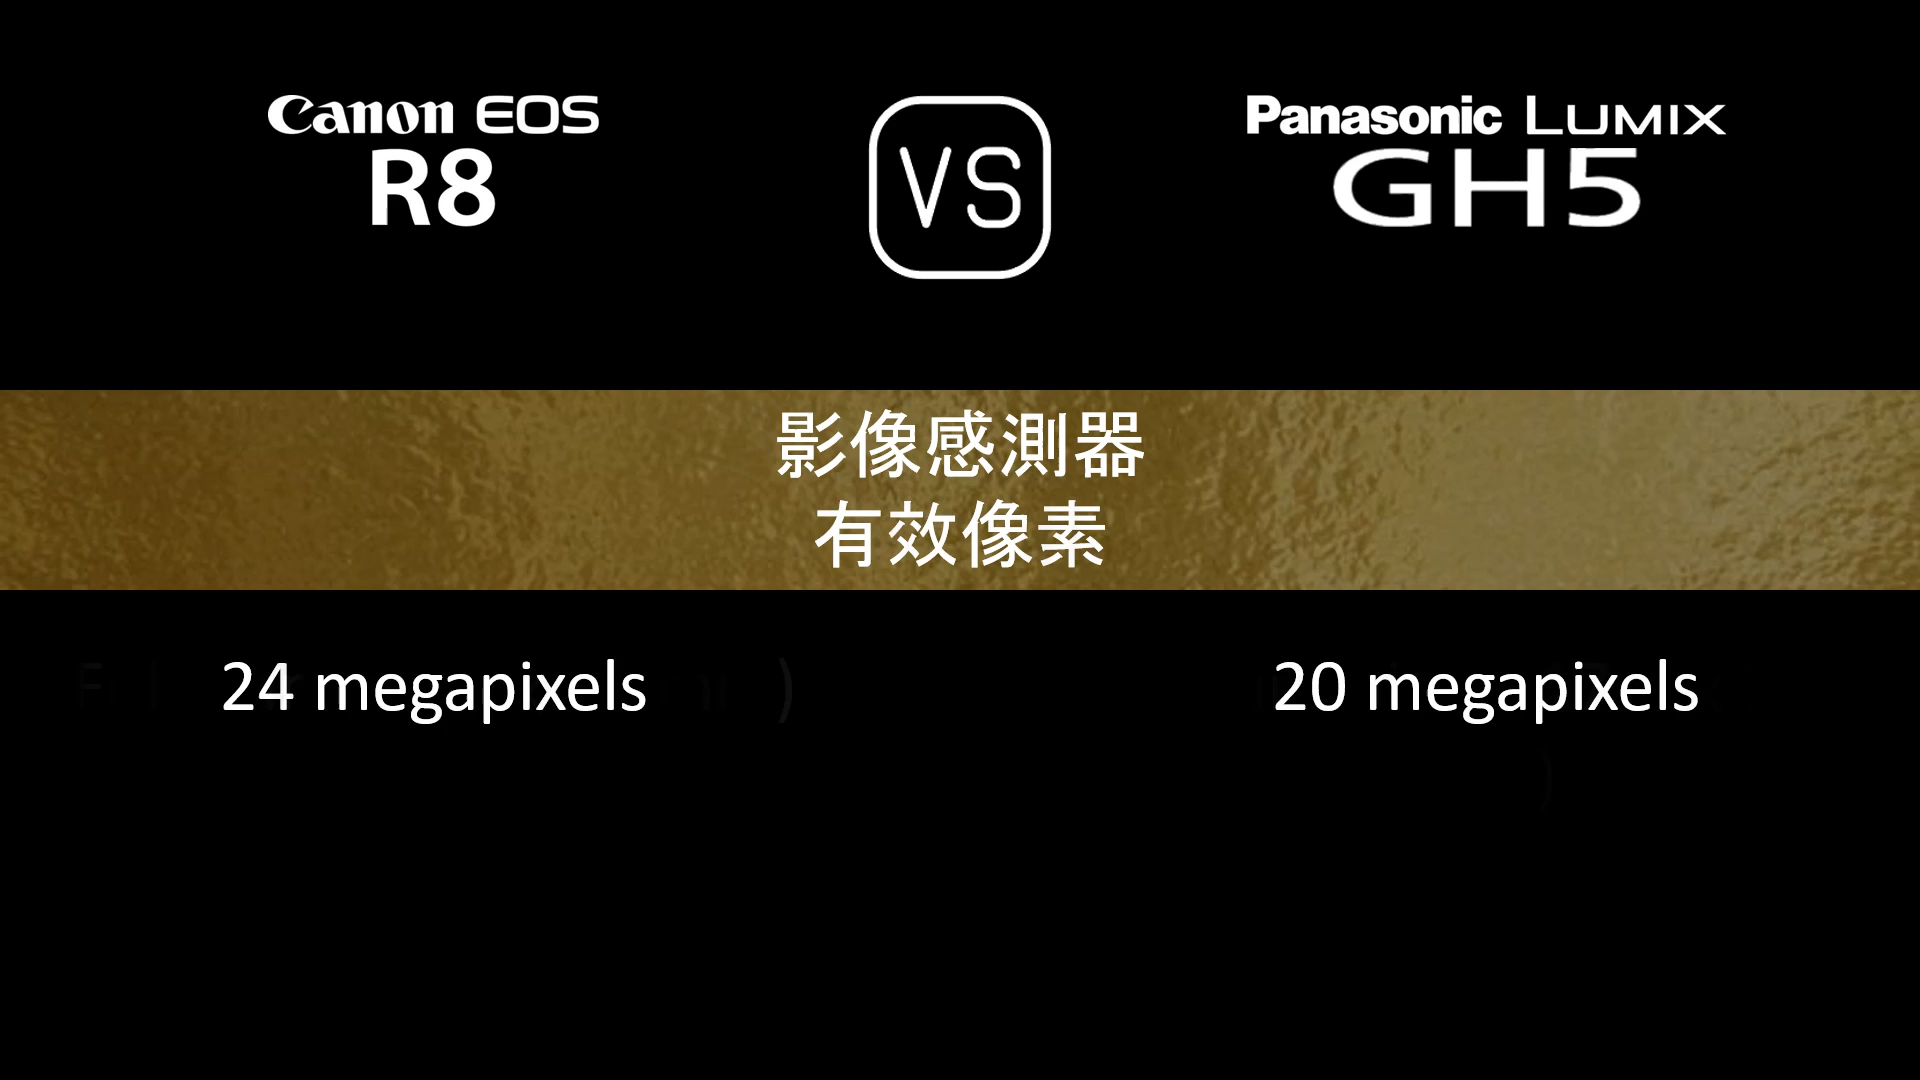 Canon EOS
R8
VS
Panasonic LUMIX
GH5
影像感測器
有效像素
24 megapixels
20 megapixels